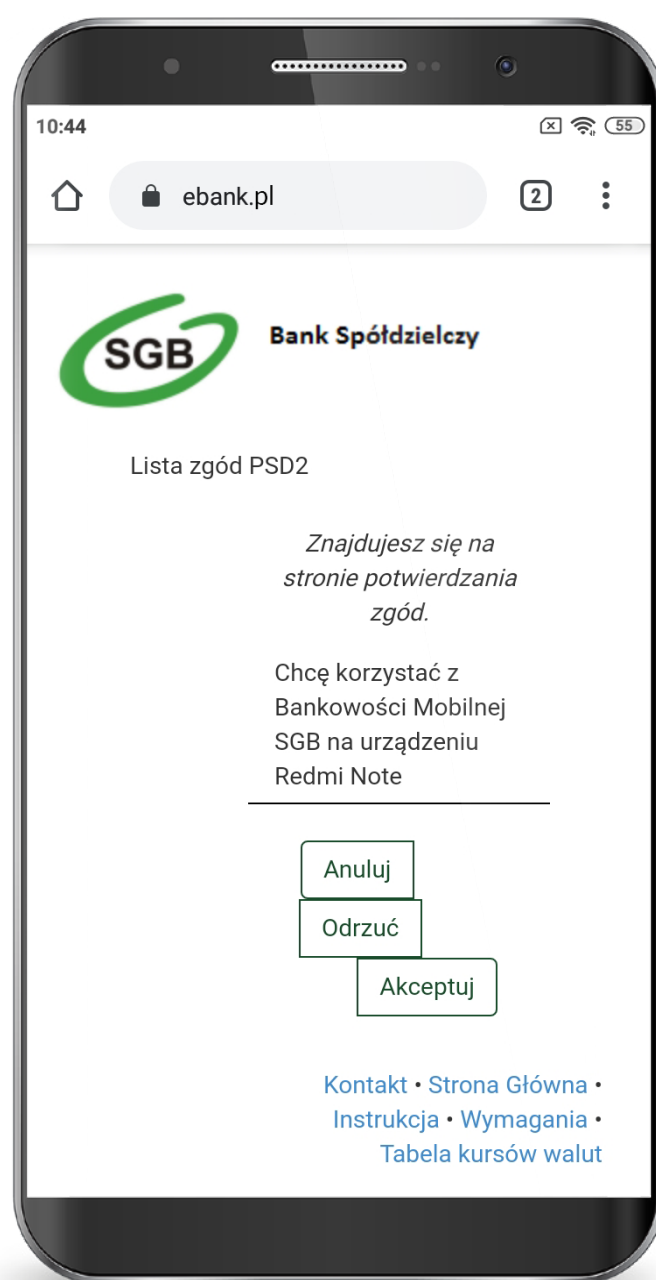 10:44
55
ebank.pl
2
SGB
Bank Spółdzielczy
Lista zgód PSD2
Znajdujesz się na
stronie potwierdzania
zgód.
Chcę korzystać z
Bankowości Mobilnej
SGB na urządzeniu
Redmi Note
Anuluj
Odrzuć
Akceptuj
Kontakt • Strona Główna •
Instrukcja • Wymagania •
Tabela kursów walut